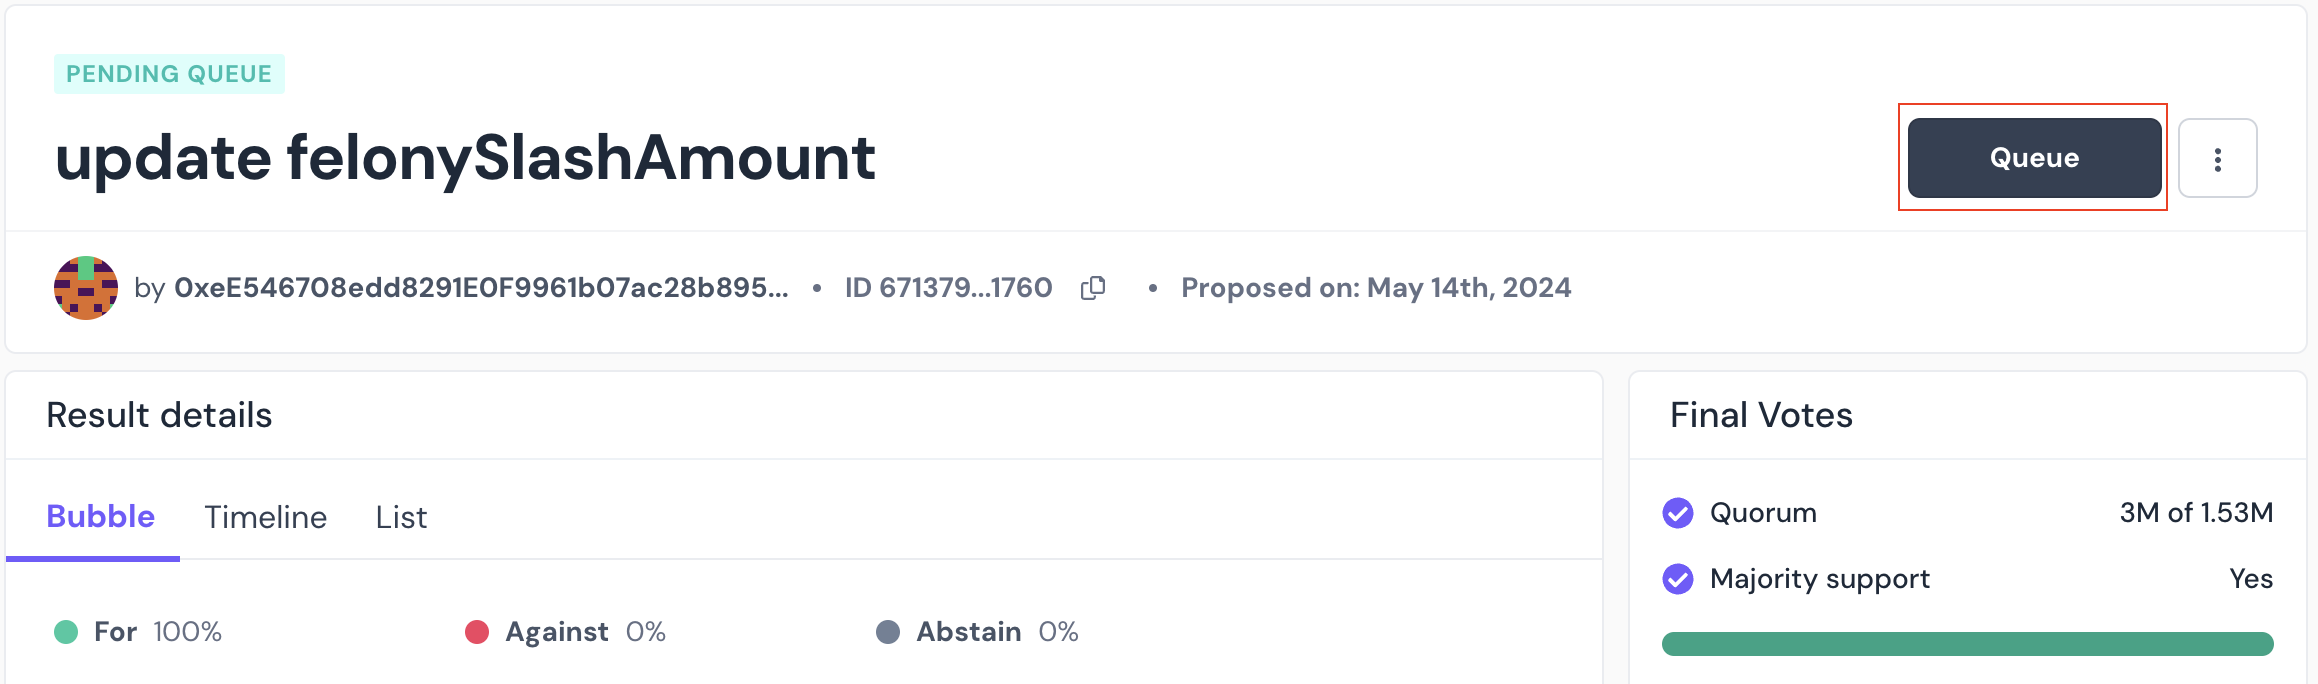 PENDING QUEUE
update felonySlashAmount
Queue
by 0xeE546708edd8291E0F9961b07ac28b895... • ID 671379...1760 • Proposed on: May 14th, 2024
Result details
Bubble Timeline List
For 100% Against 0% Abstain 0%
Final Votes
Quorum 3M of 1.53M
Majority support Yes